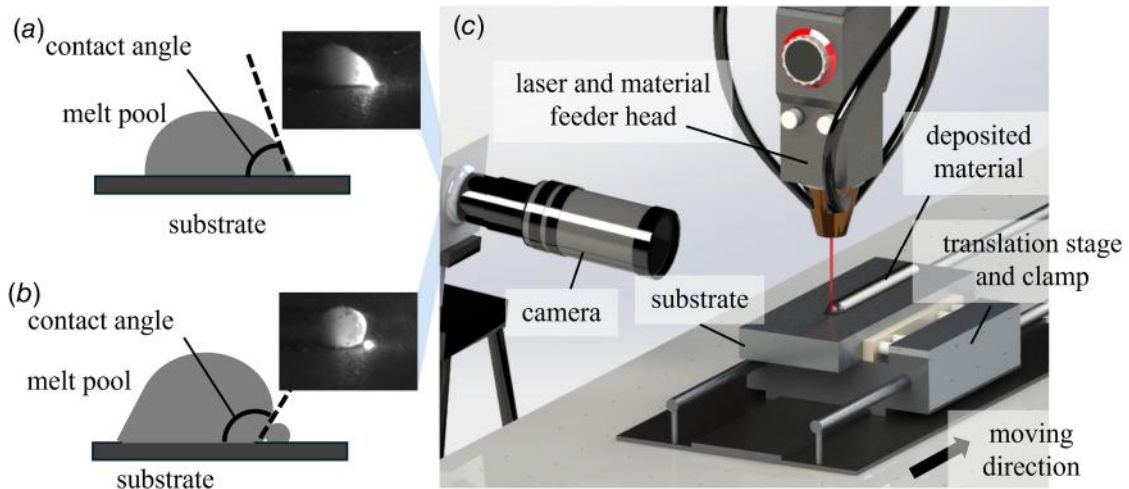 (a)
contact angle
melt pool
substrate
(b)
contact angle
melt pool
substrate
(c)
laser and material
feeder head
deposited
material
translation stage
and clamp
substrate
camera
moving
direction